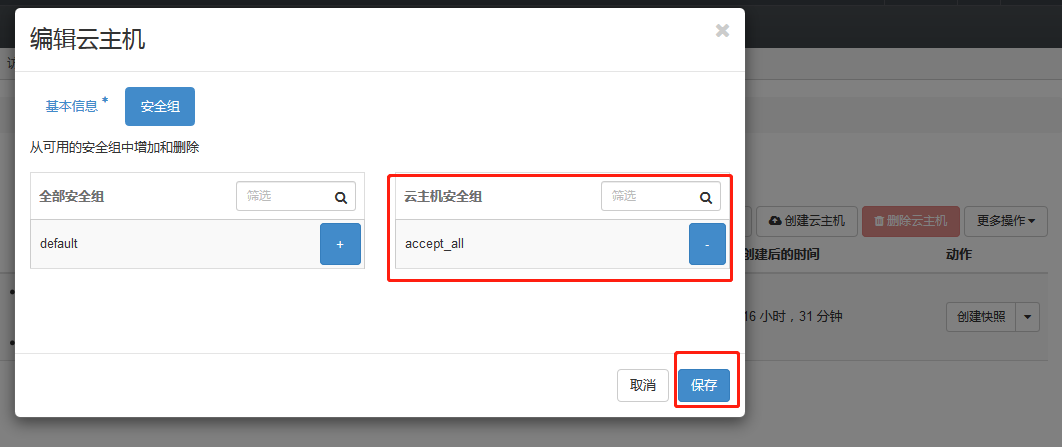 编辑云主机
×
基本信息 *
安全组
从可用的安全组中增加和删除
全部安全组
筛选
云主机安全组
筛选
default
+
accept_all
-
取消
保存
创建云主机
删除云主机
更多操作
创建后的时间
动作
16 小时，31 分钟
创建快照